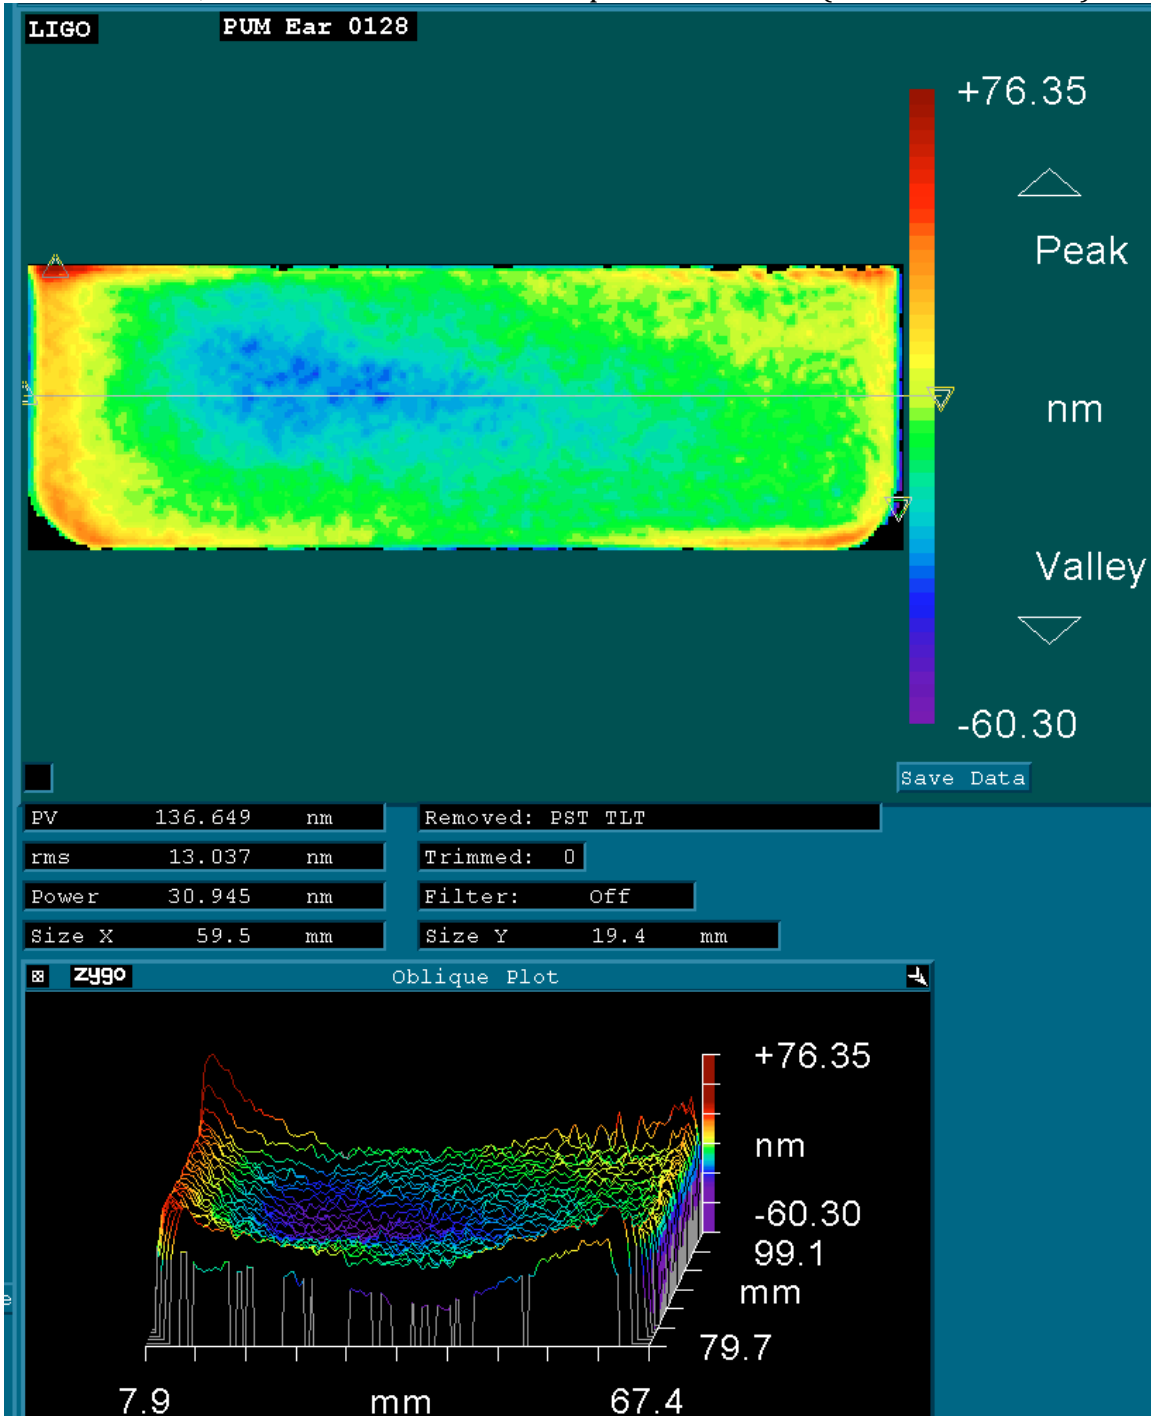 LIGO PUM Ear 0128
+76.35
Peak
nm
Valley
-60.30
Save Data
PV 136.649 nm Removed: PST TLT
rms 13.037 nm Trimmed: 0
Power 30.945 nm Filter: Off
Size X 59.5 mm Size Y 19.4 mm
zygo Oblique Plot
+76.35
nm
-60.30
99.1
mm
79.7
7.9 mm 67.4